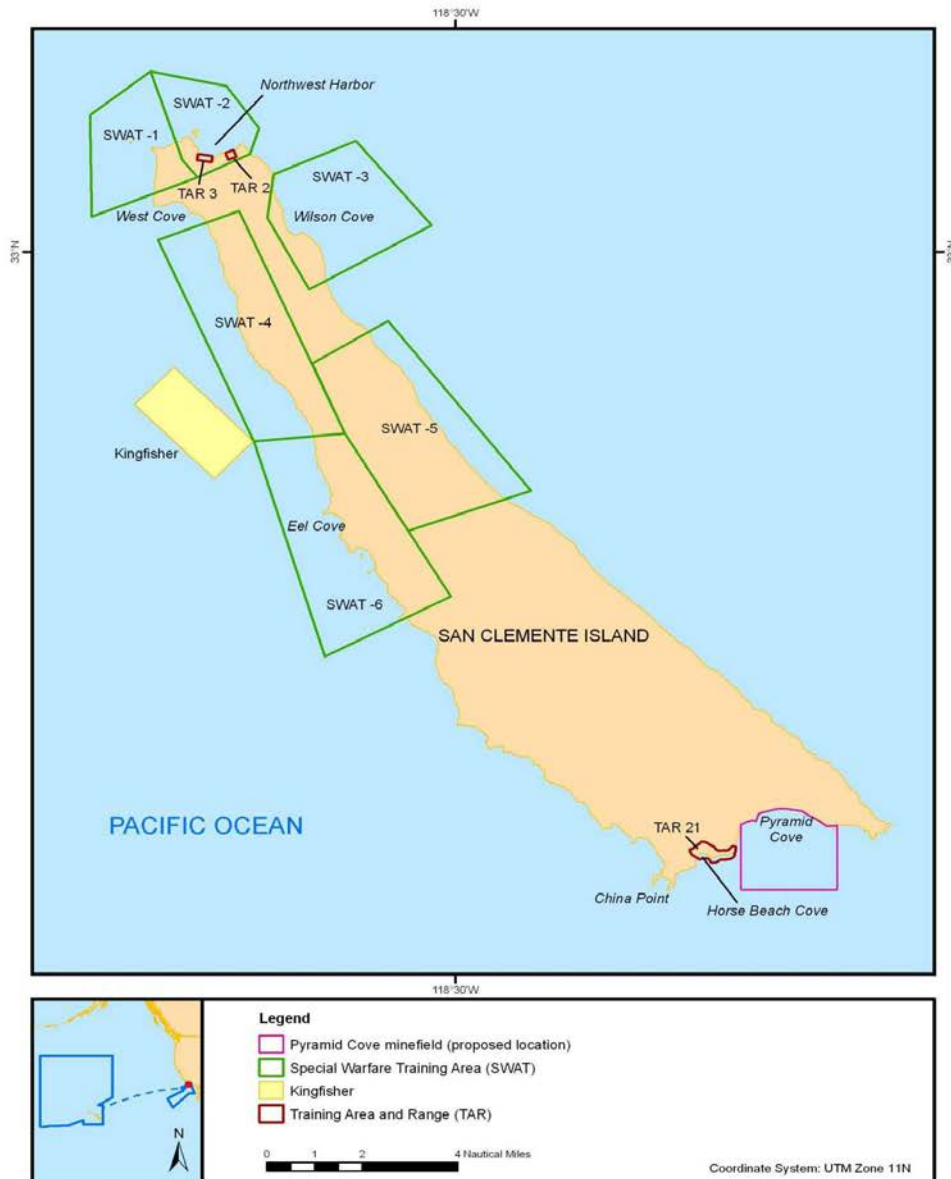 118°30'W
Northwest Harbor
SWAT -2
SWAT -1
TAR 3
TAR 2
SWAT -3
West Cove
Wilson Cove
33°N
33°N
SWAT -4
SWAT -5
Kingfisher
Eel Cove
SWAT -6
SAN CLEMENTE ISLAND
PACIFIC OCEAN
TAR 21
Pyramid
Cove
China Point
Horse Beach Cove
118°30'W
Legend
Pyramid Cove minefield (proposed location)
Special Warfare Training Area (SWAT)
Kingfisher
Training Area and Range (TAR)
N
0 1 2 4 Nautical Miles
Coordinate System: UTM Zone 11N